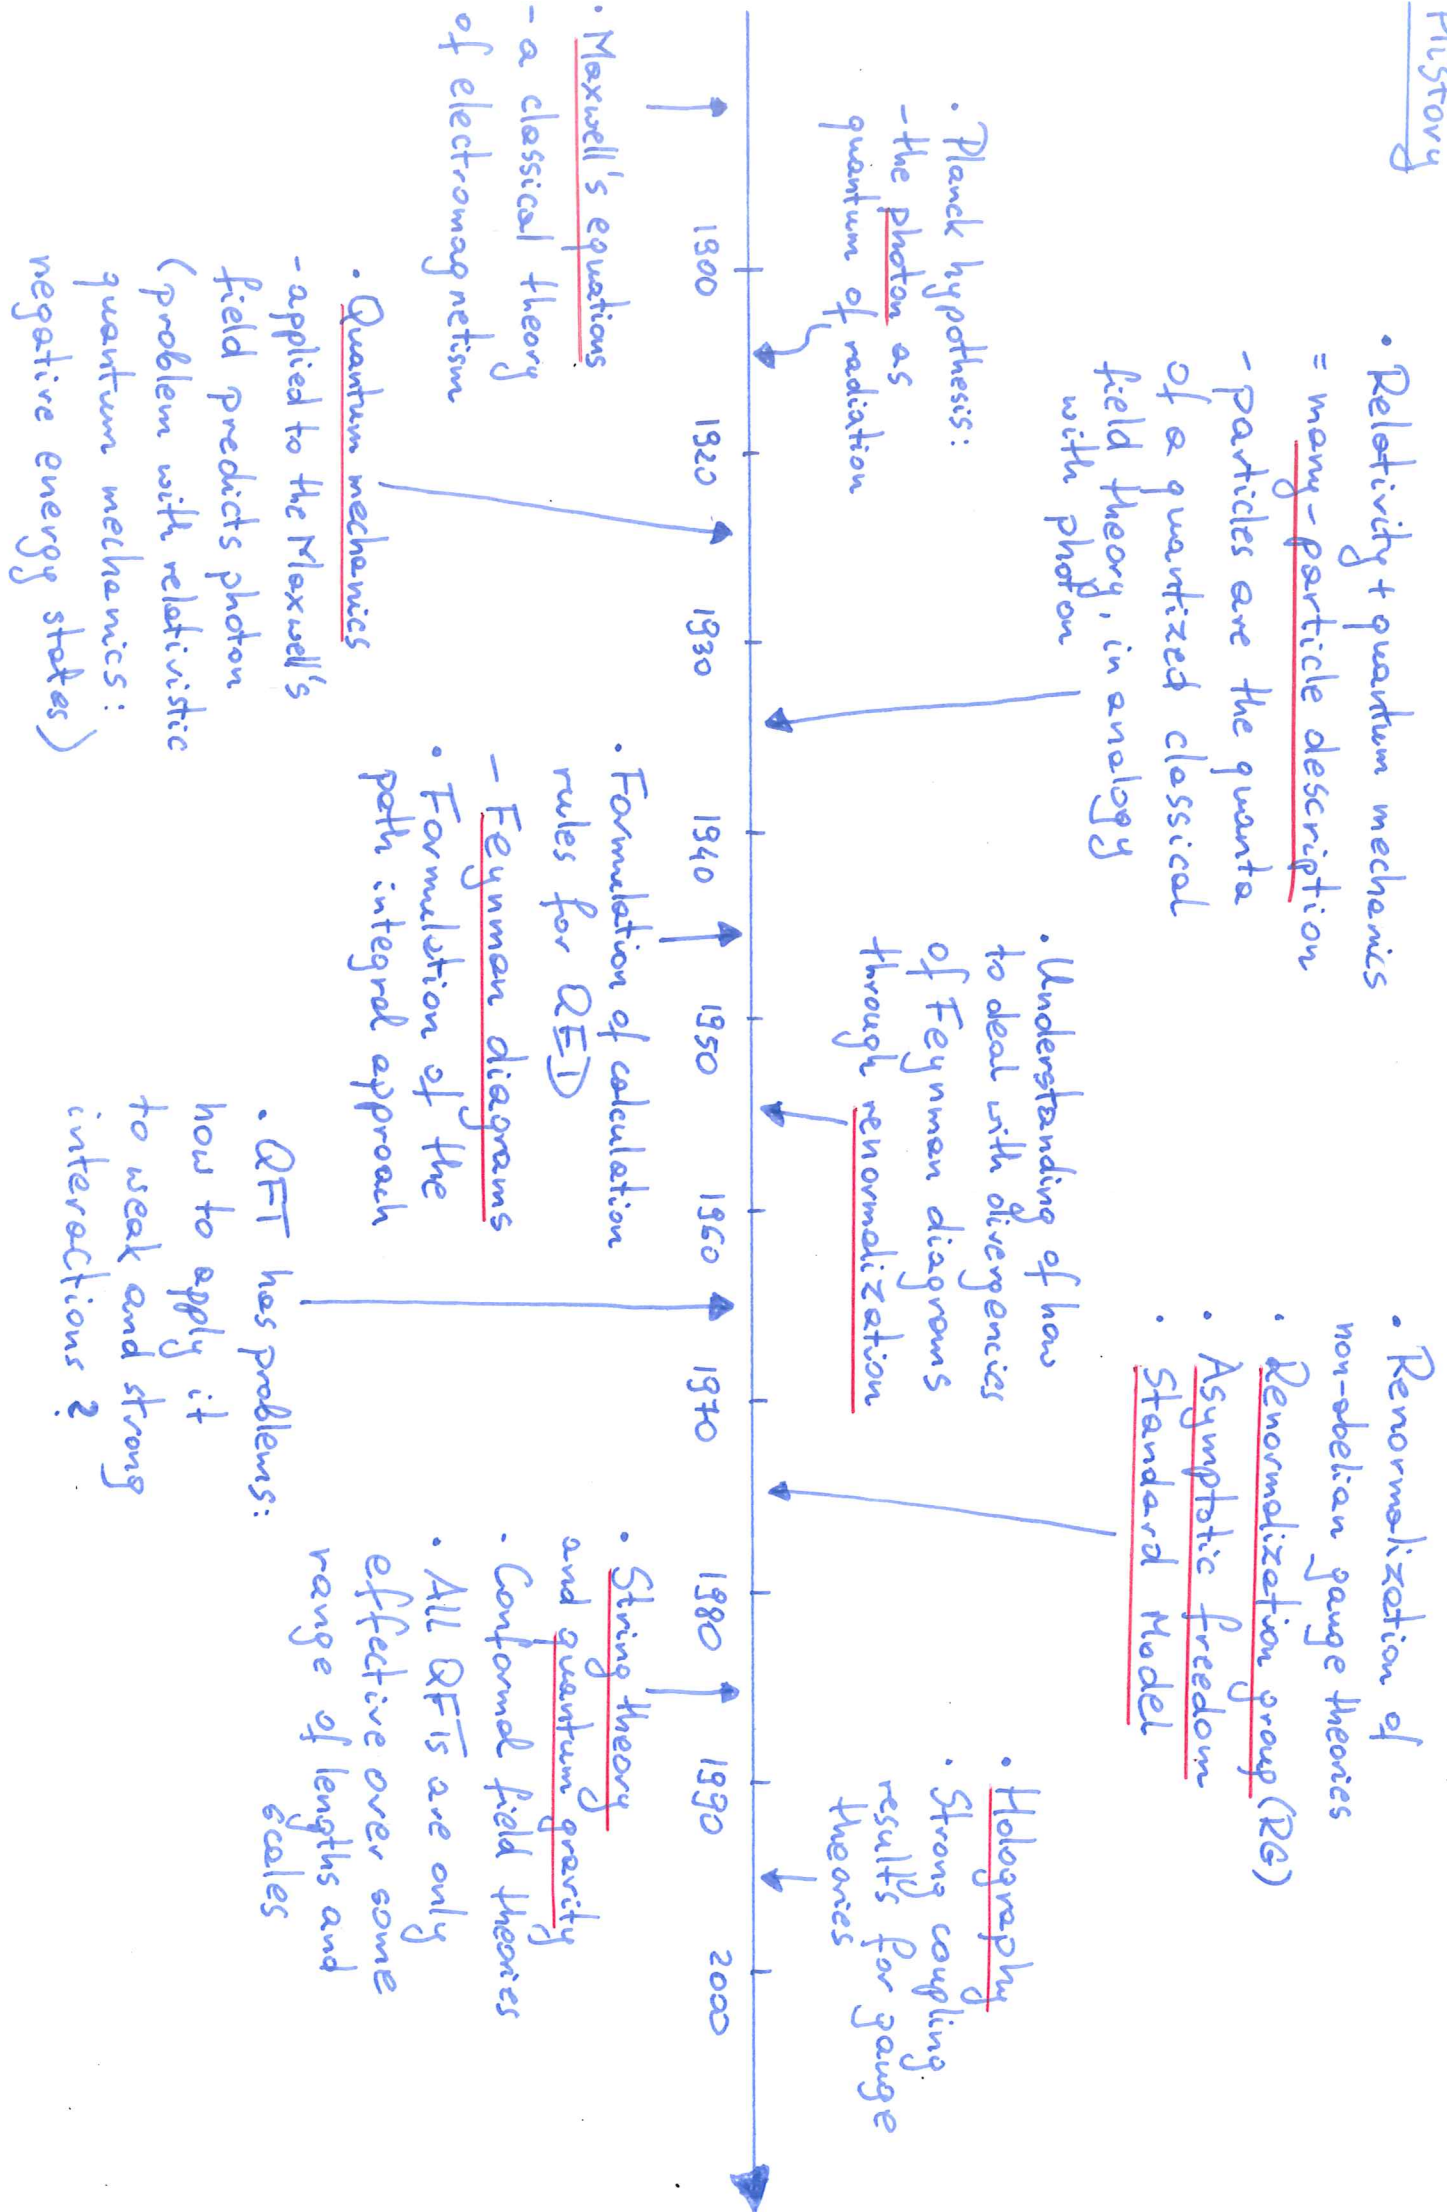 History
• Relativity + quantum mechanics
= many-particle description
- particles are the quanta
of a quantized classical
field theory, in analogy
with photon
• Renormalization of
non-abelian gauge theories
• Renormalization group (RG)
• Asymptotic freedom
• Standard Model
• Planck hypothesis:
- the photon as
quantum of radiation
• Understanding of how
to deal with divergencies
of Feynman diagrams
through renormalization
• Holography
• Strong coupling
results for gauge
theories
1900 1920 1930 1940 1950 1960 1970 1980 1990 2000
• Maxwell's equations
- a classical theory
of electromagnetism
• Formulation of calculation
rules for QED
- Feynman diagrams
• Formulation of the
path integral approach
• String theory
and quantum gravity
• Conformal field theories
• All QFTs are only
effective over some
range of lengths and
scales
• Quantum mechanics
- applied to the Maxwell's
field predicts photon
(problem with relativistic
quantum mechanics:
negative energy states)
• QFT has problems:
how to apply it
to weak and strong
interactions?